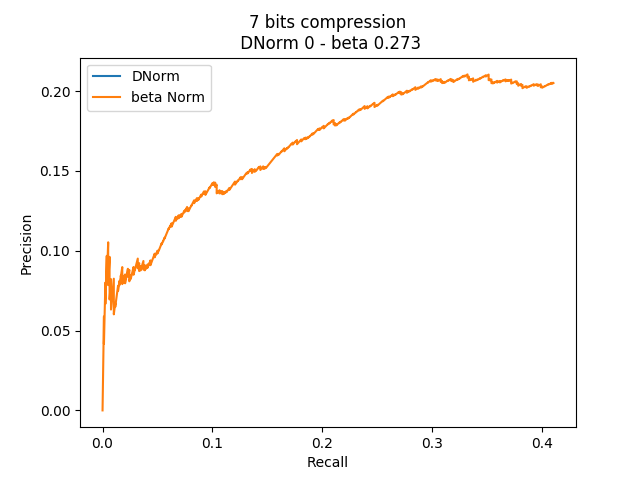 7 bits compression
DNorm 0 - beta 0.273
DNorm
beta Norm
0.20
0.15
0.10
0.05
0.00
Precision
0.0
0.1
0.2
0.3
0.4
Recall